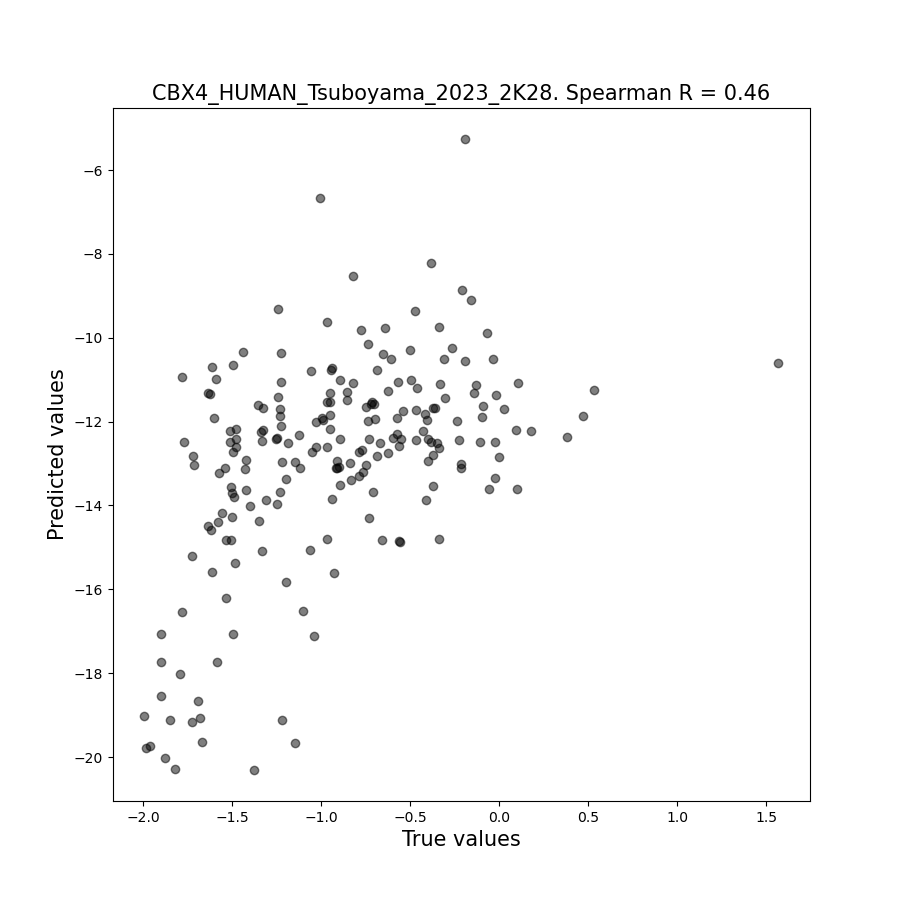 CBX4_HUMAN_Tsuboyama_2023_2K28. Spearman R = 0.46
−6
−8
−10
−12
−14
−16
−18
−20
Predicted values
−2.0 −1.5 −1.0 −0.5 0.0 0.5 1.0 1.5
True values